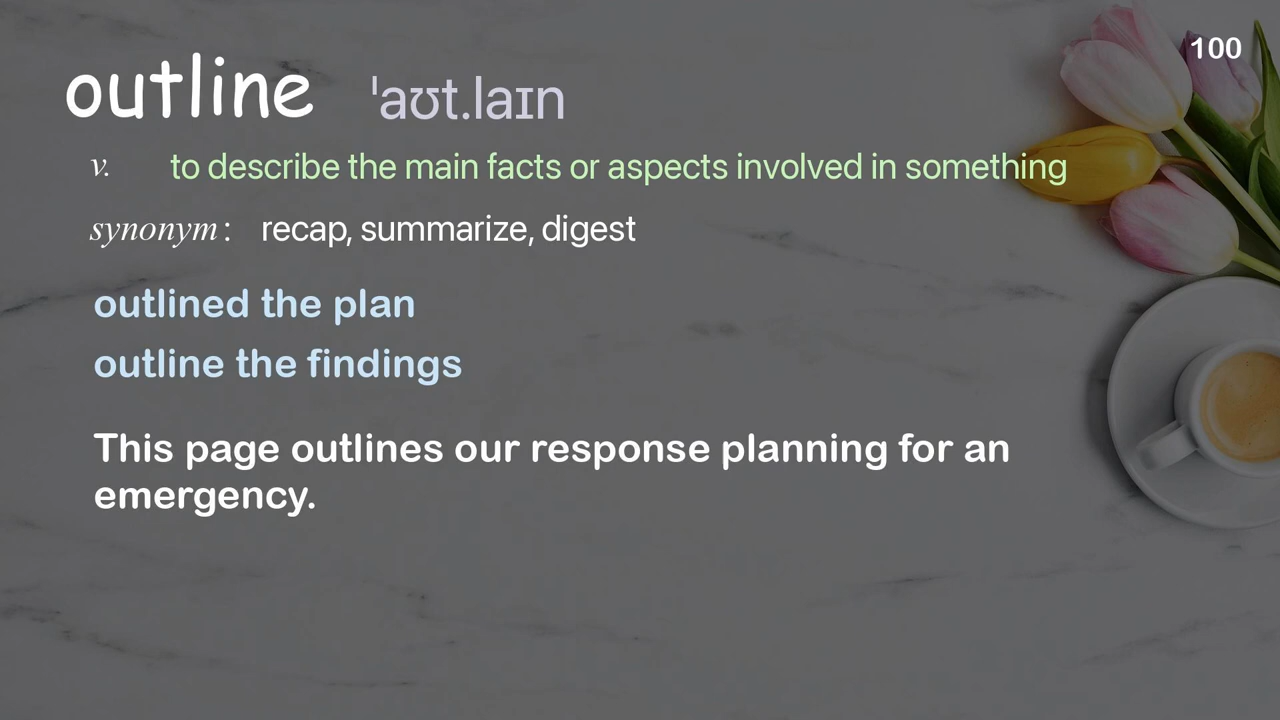 100
outline ˈaʊt.laɪn
v. to describe the main facts or aspects involved in something
synonym: recap, summarize, digest
outlined the plan
outline the findings
This page outlines our response planning for an
emergency.